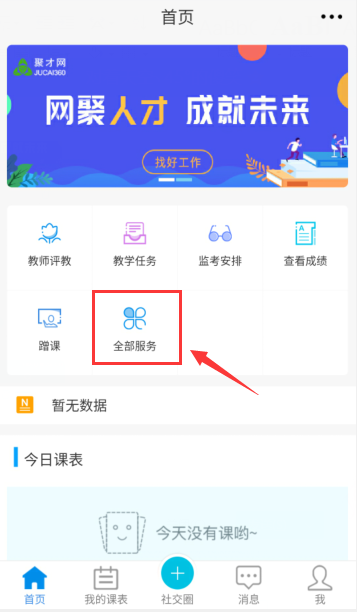 首页
聚才网
JUCAI360
网聚人才 成就未来
找好工作
教师评教 教学任务 监考安排 查看成绩
蹭课 全部服务
N 暂无数据
今日课表
今天没有课哟~
首页 我的课表 社交圈 消息 我